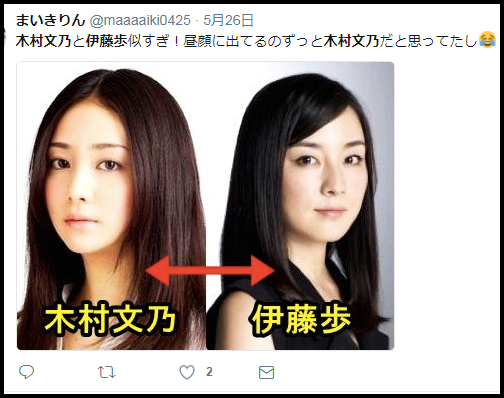 まいきりん @maaaaiki0425 · 5月26日
木村文乃と伊藤歩似すぎ！昼顔に出てるのずっと木村文乃だと思ってたし😂
木村文乃
伊藤歩
2